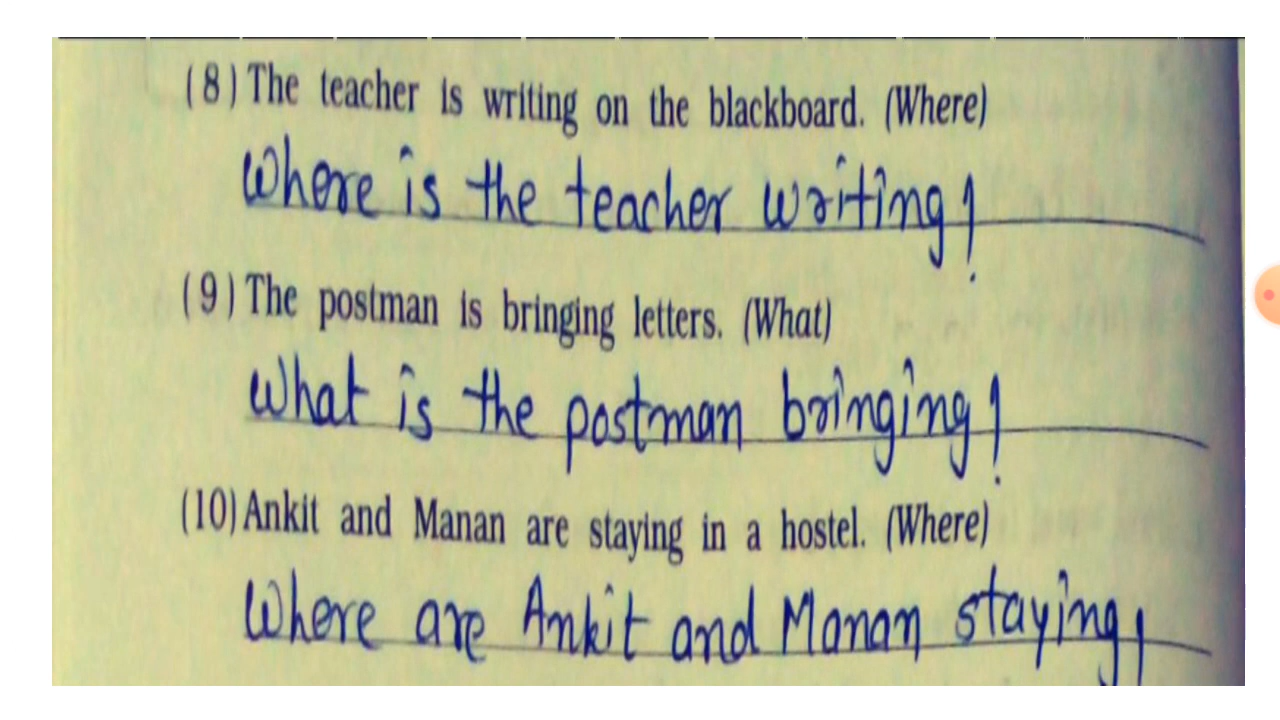 (8) The teacher is writing on the blackboard. (Where)
Where is the teacher writing?
(9) The postman is bringing letters. (What)
What is the postman bringing?
(10) Ankit and Manan are staying in a hostel. (Where)
Where are Ankit and Manan staying?